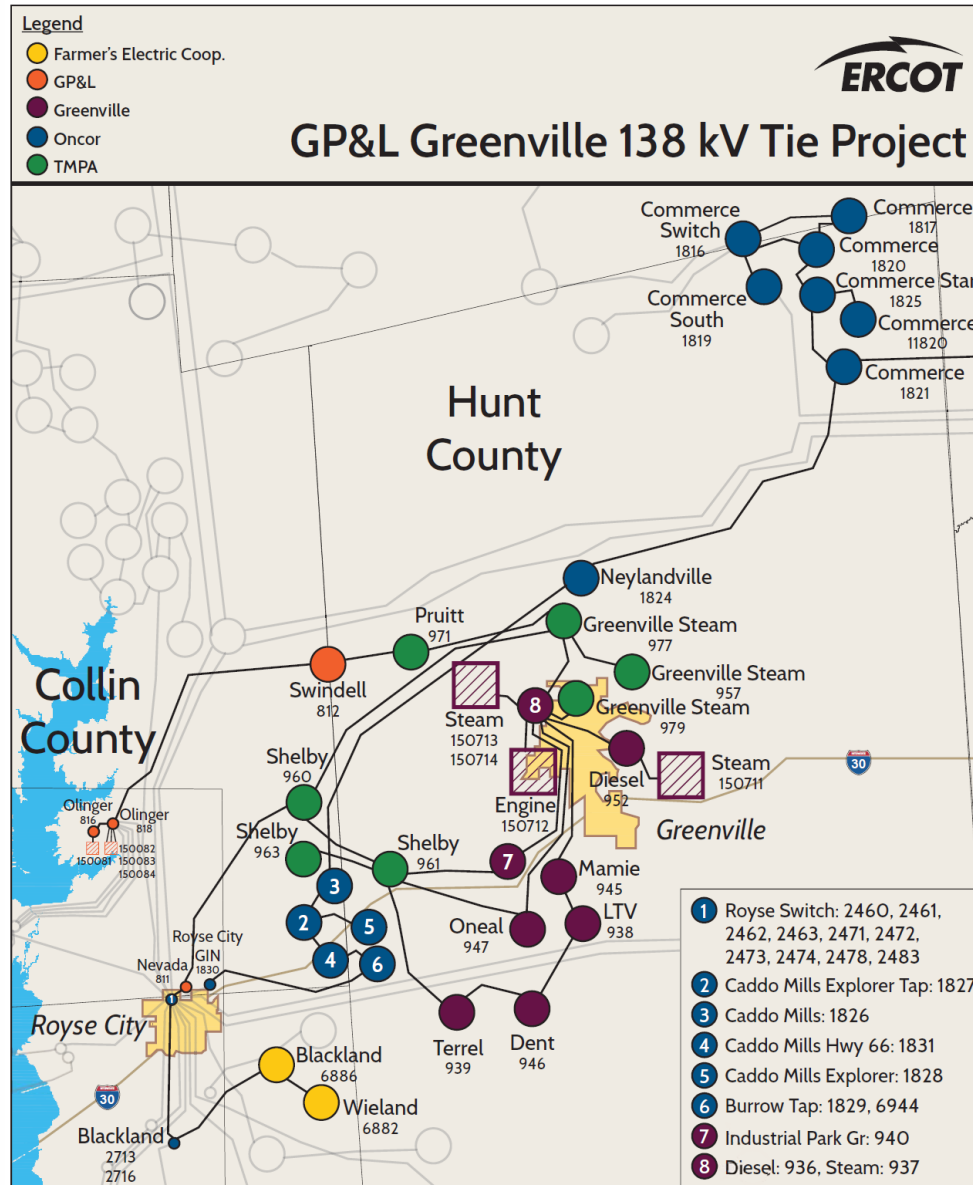 Legend
Farmer's Electric Coop.
GP&L
Greenville
Oncor
TMPA
ERCOT
GP&L Greenville 138 kV Tie Project
Commerce
Switch
1816
Commerce
1817
Commerce
1820
Commerce
South
1819
Commerce Star
1825
Commerce
11820
Commerce
1821
Hunt
County
Neylandville
1824
Pruitt
971
Greenville Steam
977
Swindell
812
Greenville Steam
957
Greenville Steam
979
Collin
County
Steam
150713
150714
8
Engine
150712
Diesel
952
Steam
150711
30
Shelby
960
Olinger
816
Olinger
818
150081
150082
150083
150084
Greenville
Shelby
963
Shelby
961
7
Mamie
945
3
2
5
4
6
Oneal
947
LTV
938
Royse City
GIN
1830
Nevada
811
1
Royse City
Terrel
939
Dent
946
Blackland
6886
Wieland
6882
30
Blackland
2713
2716
1 Royse Switch: 2460, 2461,
2462, 2463, 2471, 2472,
2473, 2474, 2478, 2483
2 Caddo Mills Explorer Tap: 1827
3 Caddo Mills: 1826
4 Caddo Mills Hwy 66: 1831
5 Caddo Mills Explorer: 1828
6 Burrow Tap: 1829, 6944
7 Industrial Park Gr: 940
8 Diesel: 936, Steam: 937